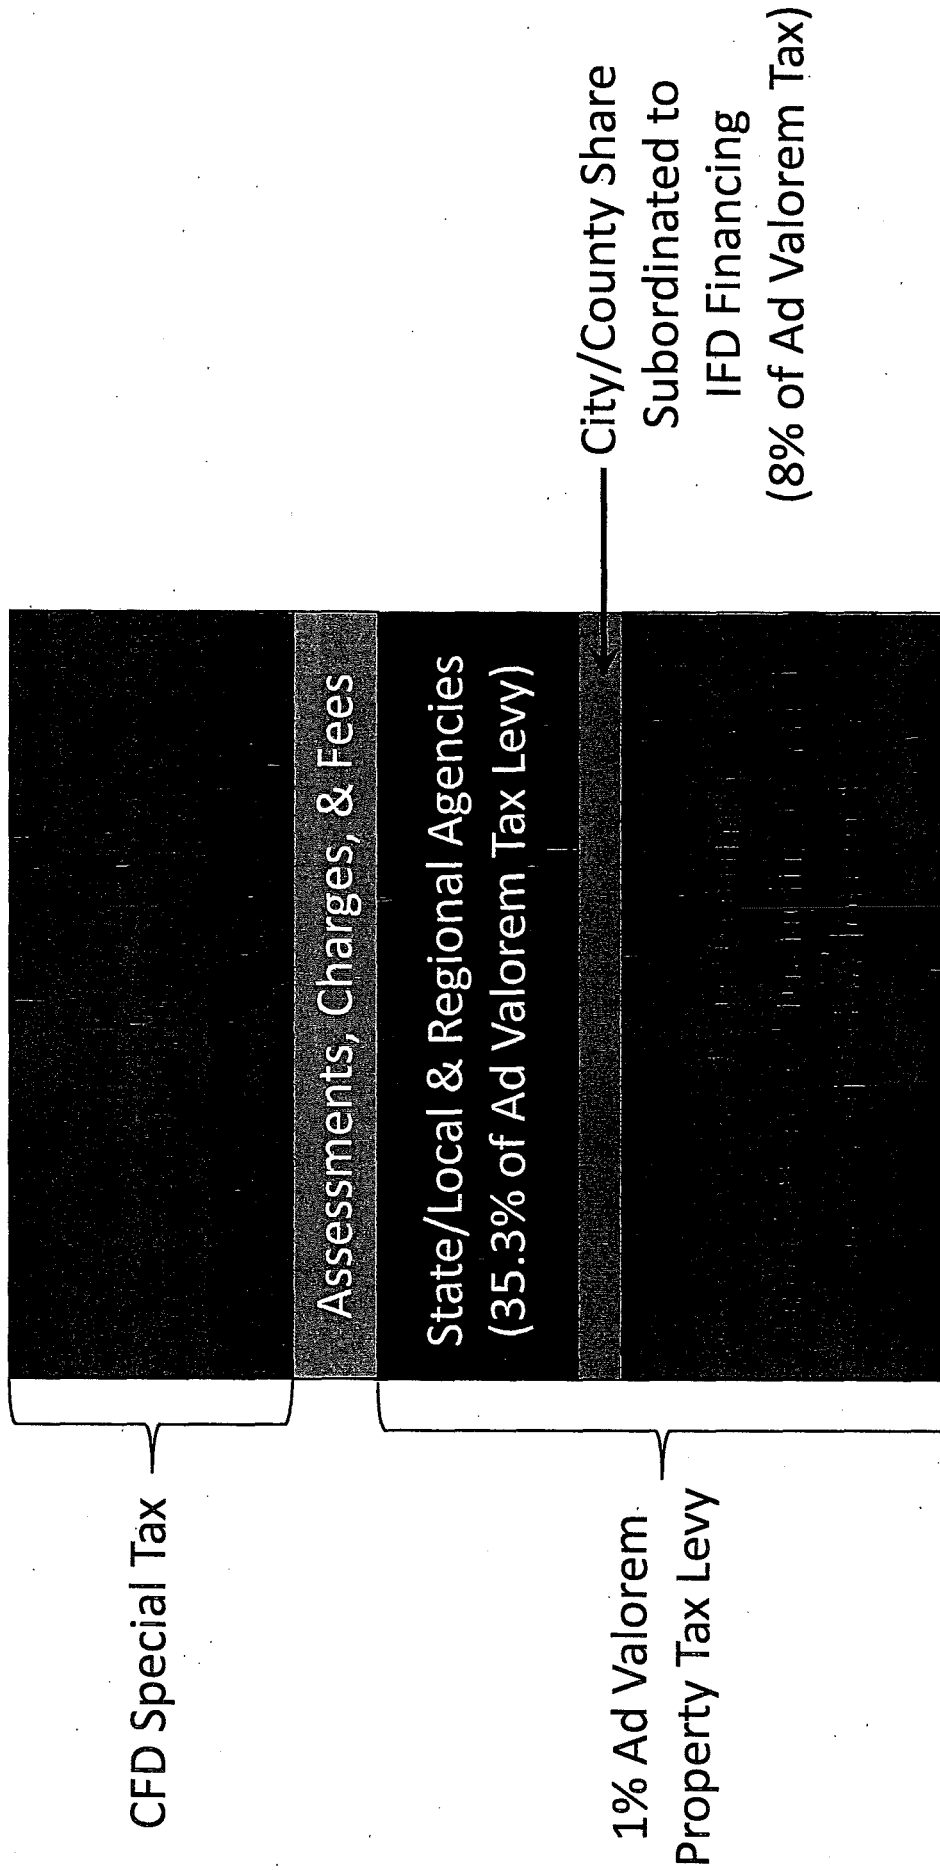 CFD Special Tax
Assessments, Charges, & Fees
State/Local & Regional Agencies
(35.3% of Ad Valorem Tax Levy)
City/County Share
Subordinated to
IFD Financing
(8% of Ad Valorem Tax)
1% Ad Valorem
Property Tax Levy